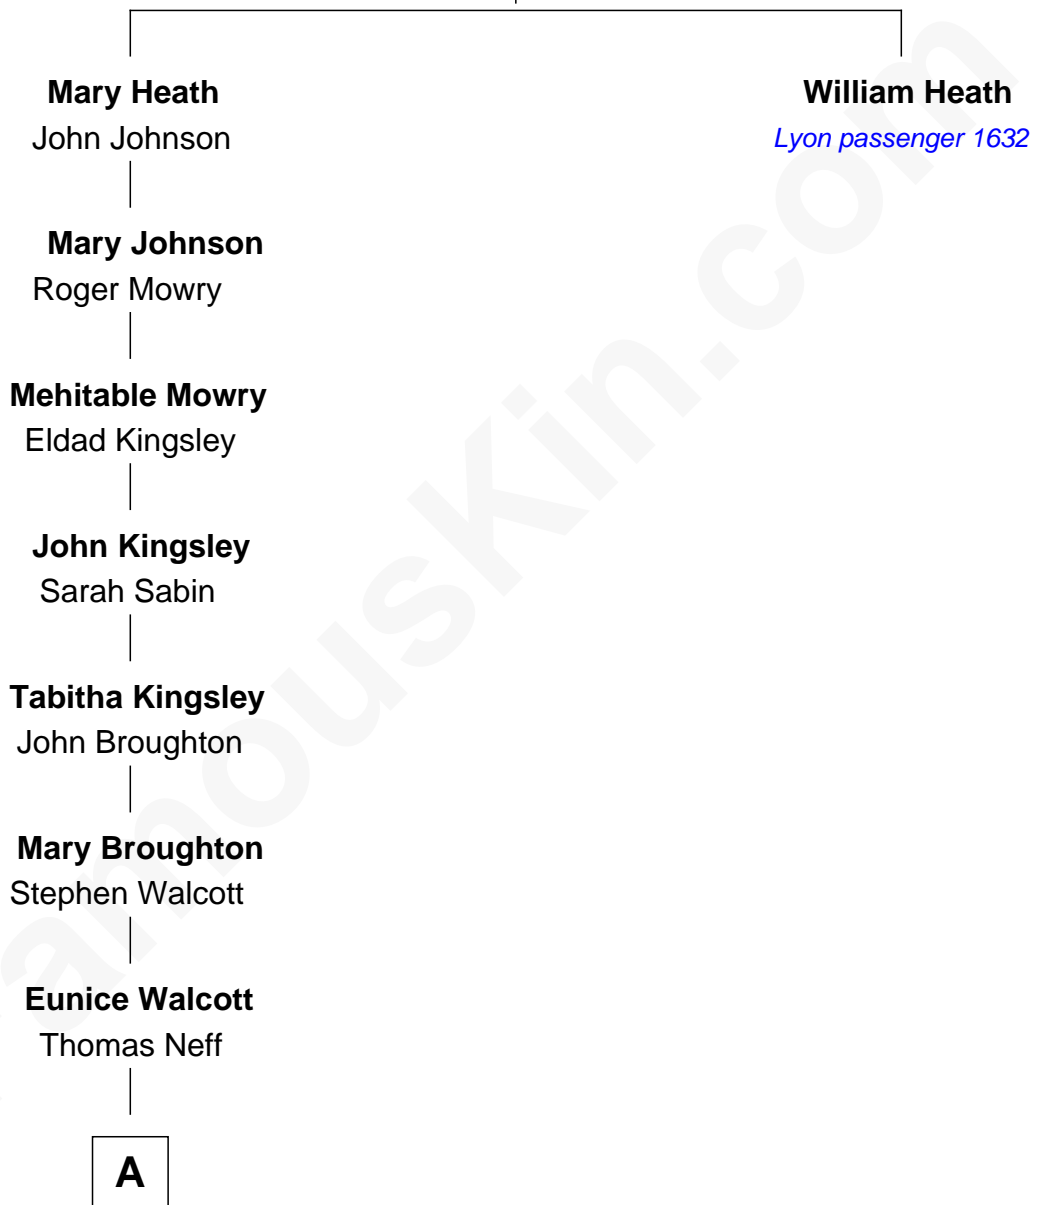 Mary Heath
John Johnson
William Heath
Lyon passenger 1632
Mary Johnson
Roger Mowry
Mehitable Mowry
Eldad Kingsley
John Kingsley
Sarah Sabin
Tabitha Kingsley
John Broughton
Mary Broughton
Stephen Walcott
Eunice Walcott
Thomas Neff
A
amouskin.com